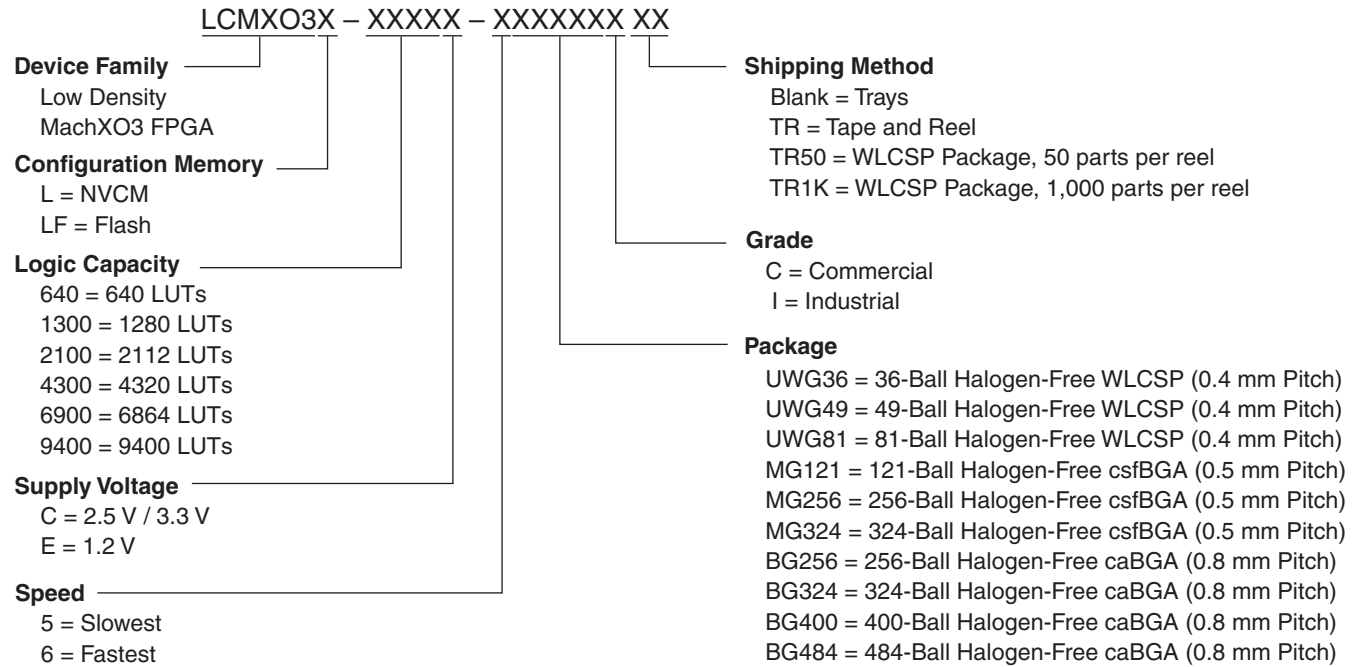 LCMXO3X – XXXXX – XXXXXXX XX
Device Family
Low Density
MachXO3 FPGA
Configuration Memory
L = NVCM
LF = Flash
Logic Capacity
640 = 640 LUTs
1300 = 1280 LUTs
2100 = 2112 LUTs
4300 = 4320 LUTs
6900 = 6864 LUTs
9400 = 9400 LUTs
Supply Voltage
C = 2.5 V / 3.3 V
E = 1.2 V
Speed
5 = Slowest
6 = Fastest
Shipping Method
Blank = Trays
TR = Tape and Reel
TR50 = WLCSP Package, 50 parts per reel
TR1K = WLCSP Package, 1,000 parts per reel
Grade
C = Commercial
I = Industrial
Package
UWG36 = 36-Ball Halogen-Free WLCSP (0.4 mm Pitch)
UWG49 = 49-Ball Halogen-Free WLCSP (0.4 mm Pitch)
UWG81 = 81-Ball Halogen-Free WLCSP (0.4 mm Pitch)
MG121 = 121-Ball Halogen-Free csfBGA (0.5 mm Pitch)
MG256 = 256-Ball Halogen-Free csfBGA (0.5 mm Pitch)
MG324 = 324-Ball Halogen-Free csfBGA (0.5 mm Pitch)
BG256 = 256-Ball Halogen-Free caBGA (0.8 mm Pitch)
BG324 = 324-Ball Halogen-Free caBGA (0.8 mm Pitch)
BG400 = 400-Ball Halogen-Free caBGA (0.8 mm Pitch)
BG484 = 484-Ball Halogen-Free caBGA (0.8 mm Pitch)